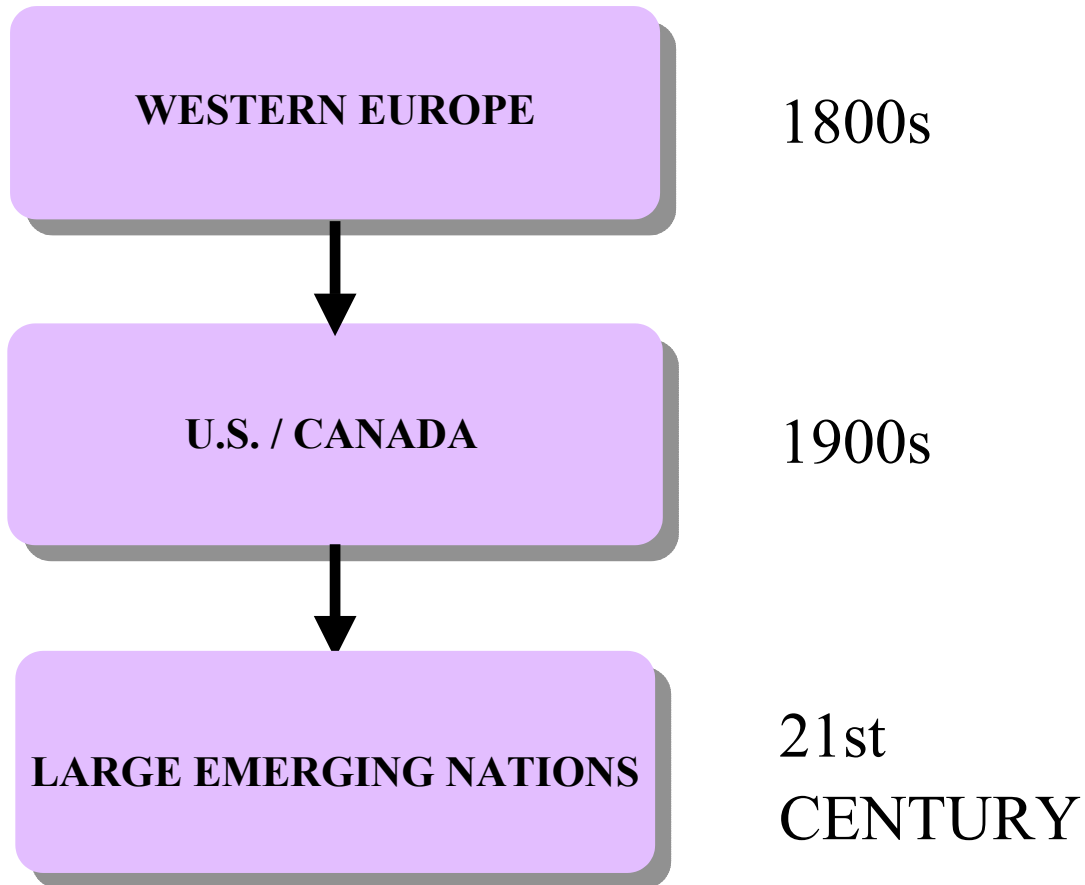 WESTERN EUROPE
1800s
U.S. / CANADA
1900s
LARGE EMERGING NATIONS
21st
CENTURY